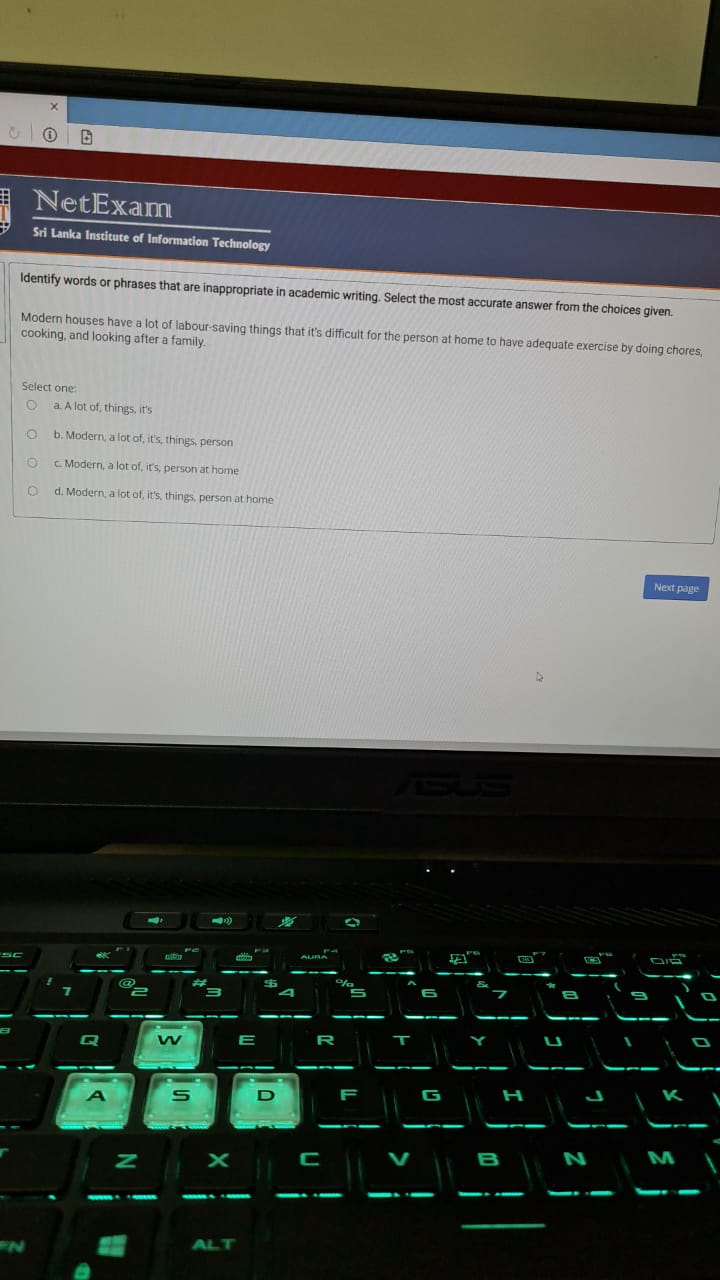 NetExam
Sri Lanka Institute of Information Technology
Identify words or phrases that are inappropriate in academic writing. Select the most accurate answer from the choices given.
Modern houses have a lot of labour-saving things that it's difficult for the person at home to have adequate exercise by doing chores,
cooking, and looking after a family.
Select one:
a. A lot of, things, it's
b. Modern, a lot of, it's, things, person
c. Modern, a lot of, it's, person at home
d. Modern, a lot of, it's, things, person at home
Next page
ASUS
F1 F2 F3 F4 F5 F6 F7 F8 F9
AURA
! 1 @ 2 # 3 $ 4 % 5 ^ 6 & 7 * 8 ( 9 ) 0
Q W E R T Y U I O
A S D F G H J K
Z X C V B N M
FN ALT